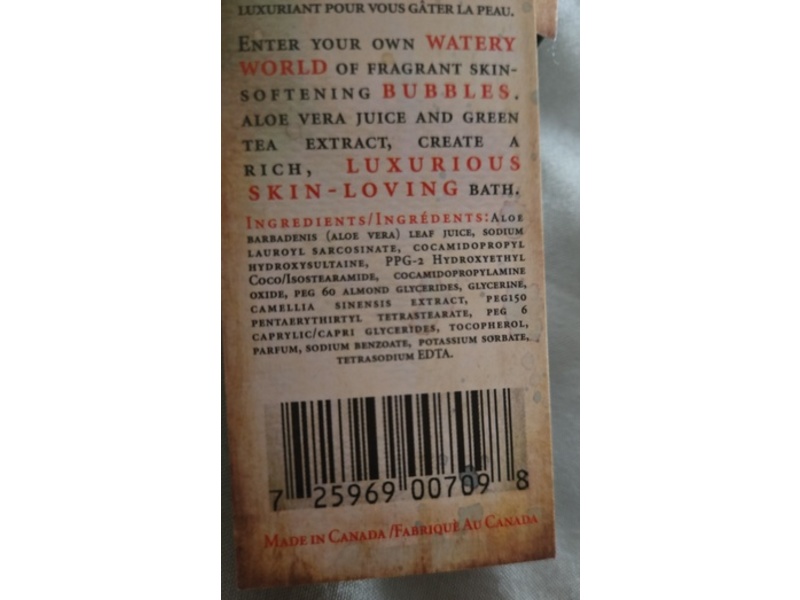 LUXURIANT POUR VOUS GÂTER LA PEAU.
ENTER YOUR OWN WATERY
WORLD OF FRAGRANT SKIN-
SOFTENING BUBBLES.
ALOE VERA JUICE AND GREEN
TEA EXTRACT, CREATE A
RICH, LUXURIOUS
SKIN-LOVING BATH.
INGREDIENTS/INGRÉDENTS: ALOE
BARBADENIS (ALOE VERA) LEAF JUICE, SODIUM
LAUROYL SARCOSINATE, COCAMIDOPROPYL
HYDROXYSULTAINE, PPG-2 HYDROXYETHYL
COCO/ISOSTEARAMIDE, COCAMIDOPROPYLAMINE
OXIDE, PEG 60 ALMOND GLYCERIDES, GLYCERINE,
CAMELLIA SINENSIS EXTRACT, PEG150
PENTAERYTHIRTYL TETRASTEARATE, PEG 6
CAPRYLIC/CAPRI GLYCERIDES, TOCOPHEROL,
PARFUM, SODIUM BENZOATE, POTASSIUM SORBATE,
TETRASODIUM EDTA.
7 25969 00709 8
MADE IN CANADA /FABRIQUÉ AU CANADA